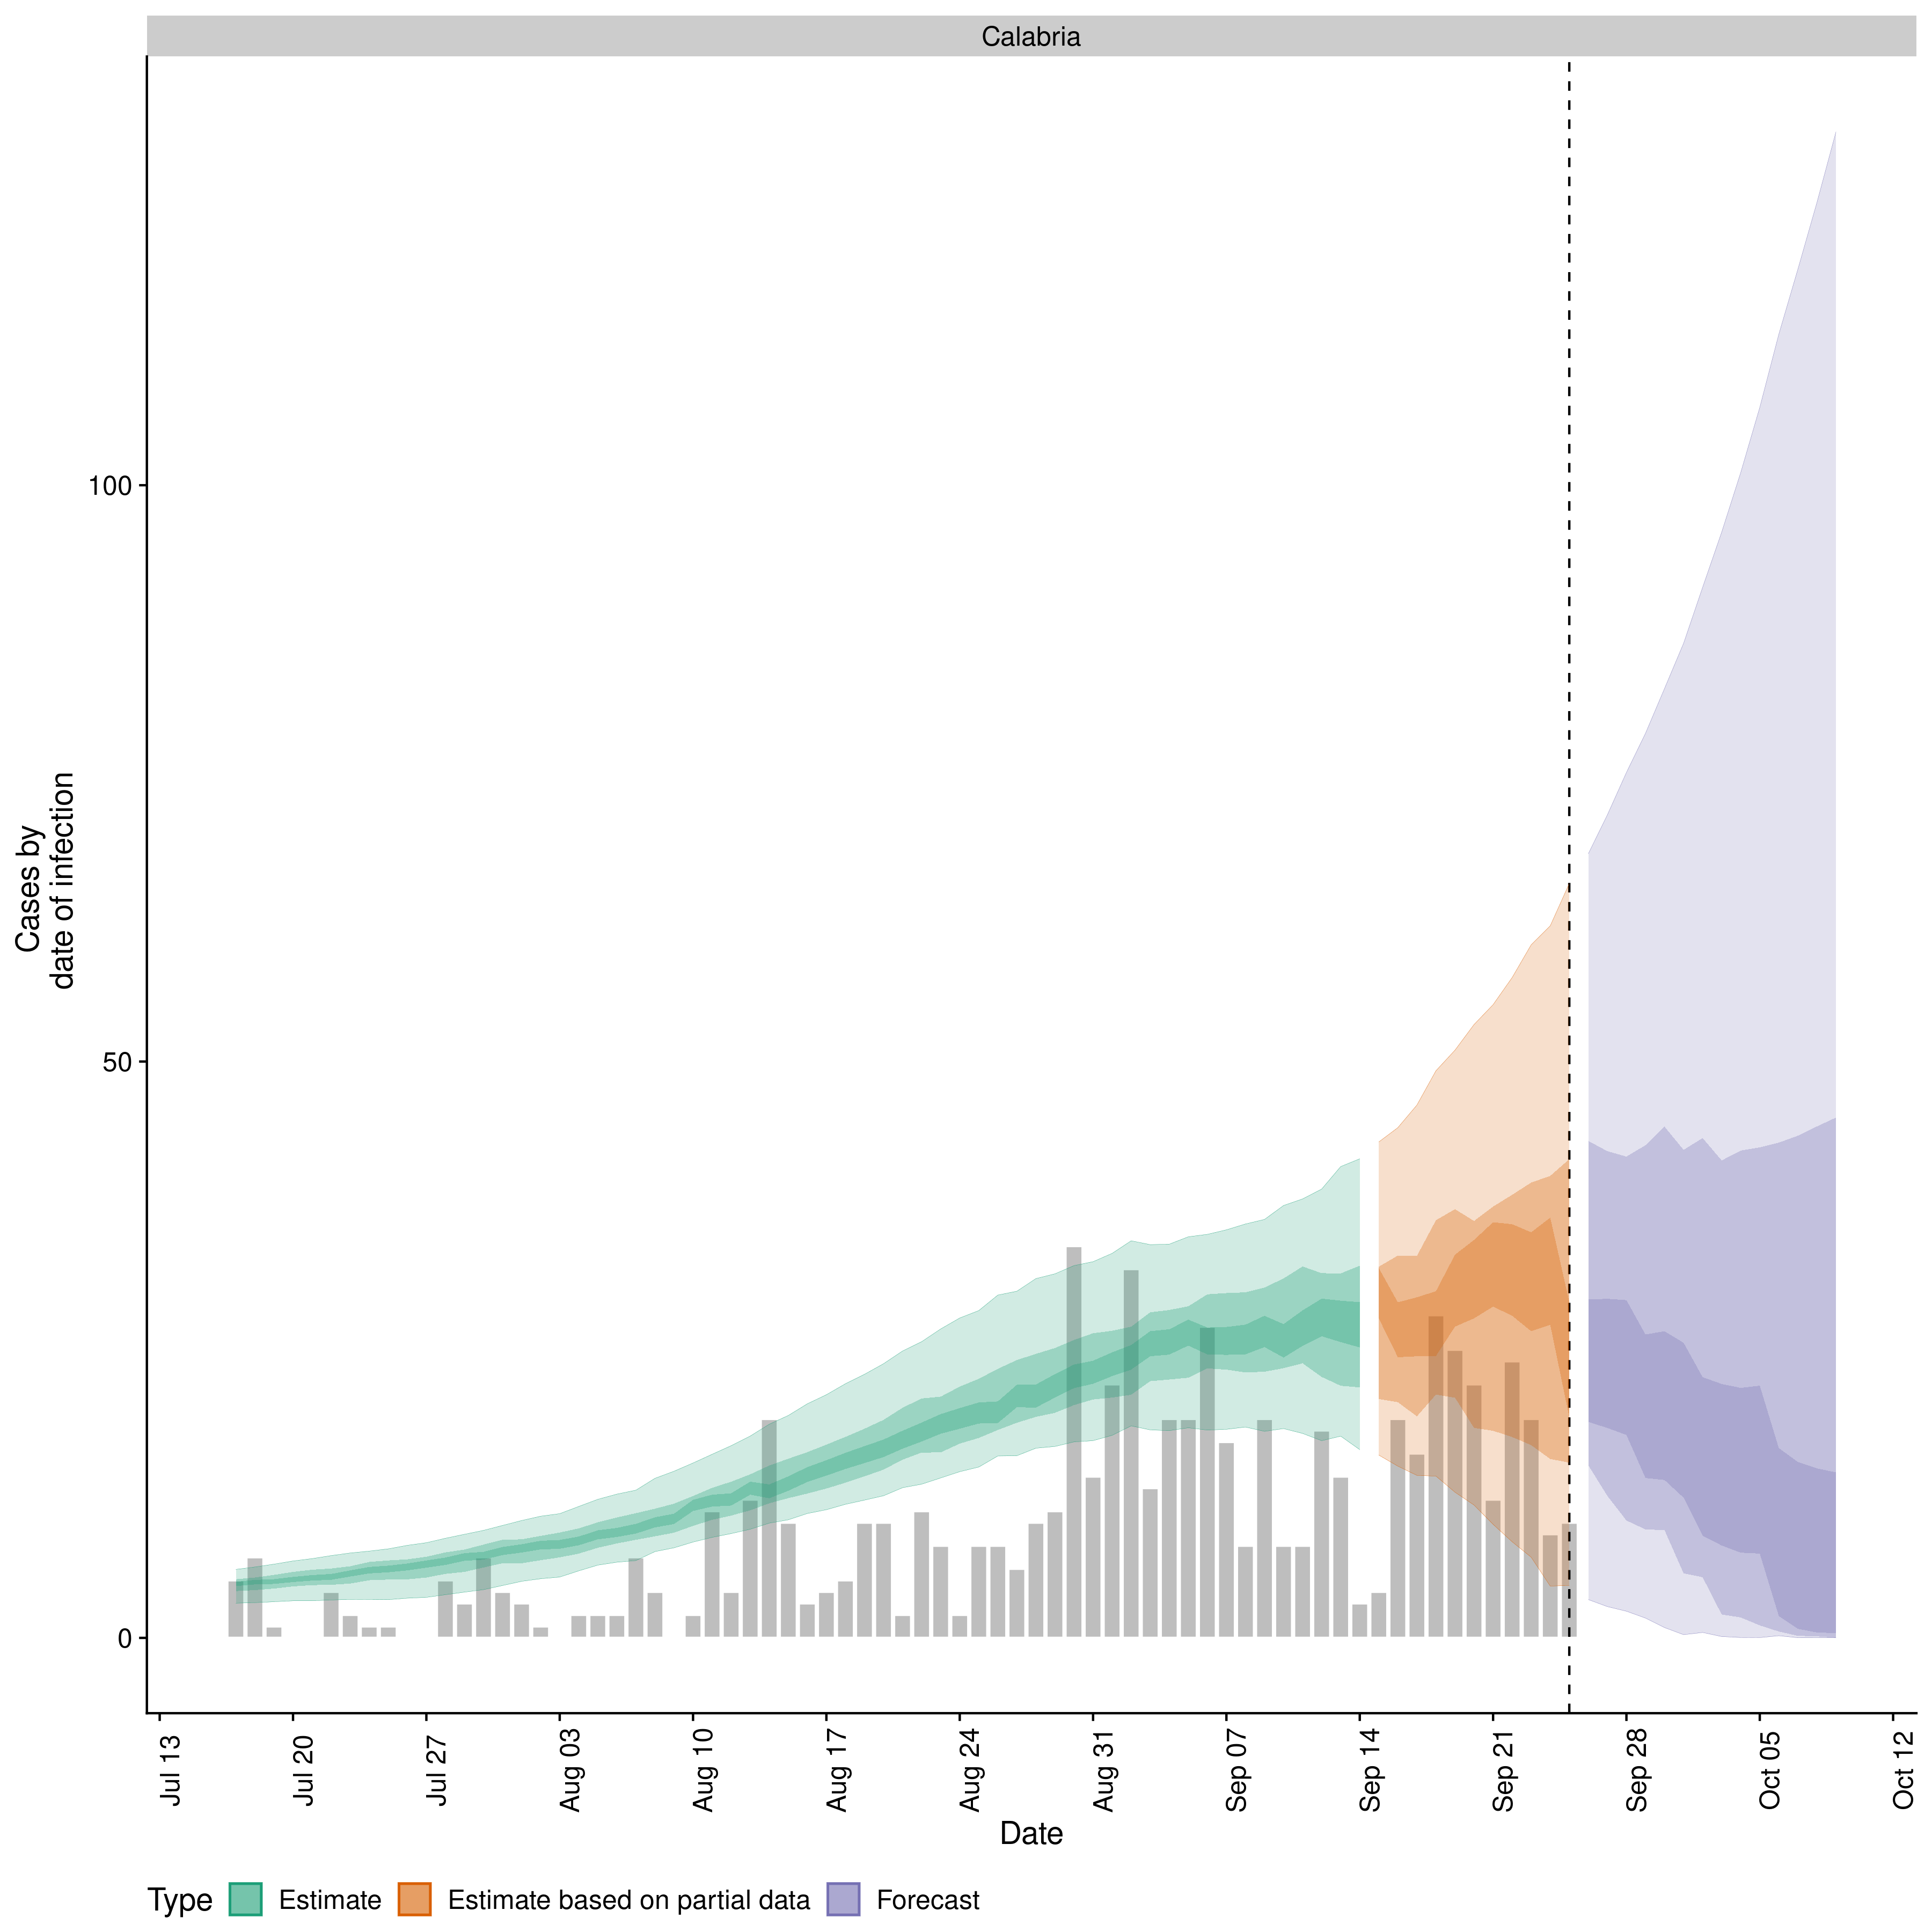 Calabria
Cases by
date of infection
100
50
0
Jul 13
Jul 20
Jul 27
Aug 03
Aug 10
Aug 17
Aug 24
Aug 31
Sep 07
Sep 14
Sep 21
Sep 28
Oct 05
Oct 12
Date
Type Estimate Estimate based on partial data Forecast